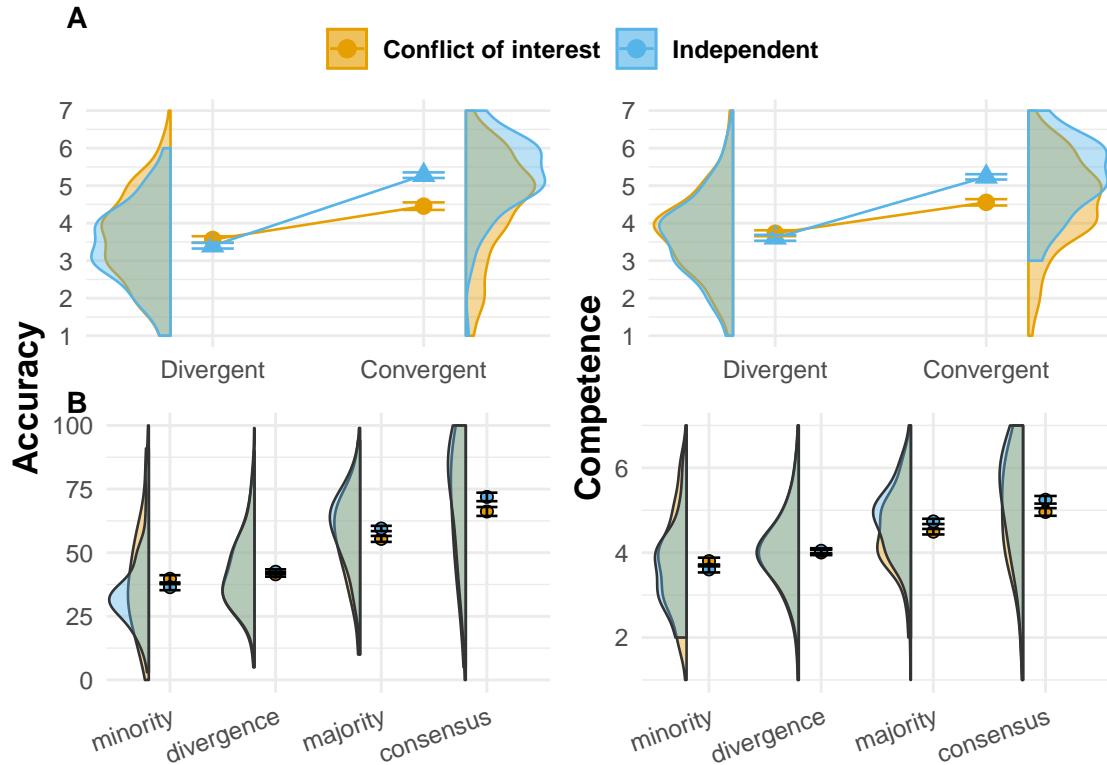 A
Conflict of interest
Independent
Accuracy
7
6
5
4
3
2
1
Divergent
Convergent
Competence
7
6
5
4
3
2
1
Divergent
Convergent
B
100
75
50
25
0
minority
divergence
majority
consensus
6
4
2
minority
divergence
majority
consensus